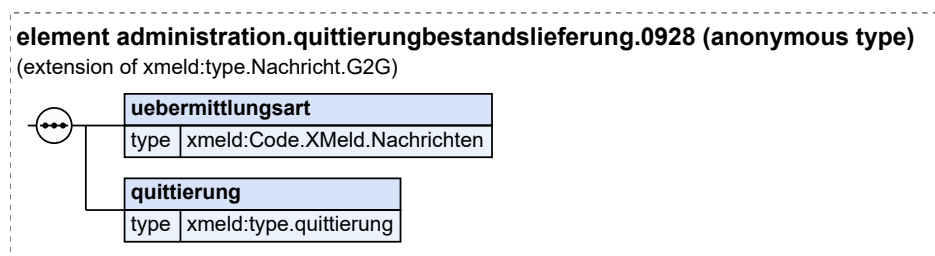 element administration.quittierungbestandslieferung.0928 (anonymous type)
(extension of xmeld:type.Nachricht.G2G)
uebermittlungsart
type xmeld:Code.XMeld.Nachrichten
quittierung
type xmeld:type.quittierung